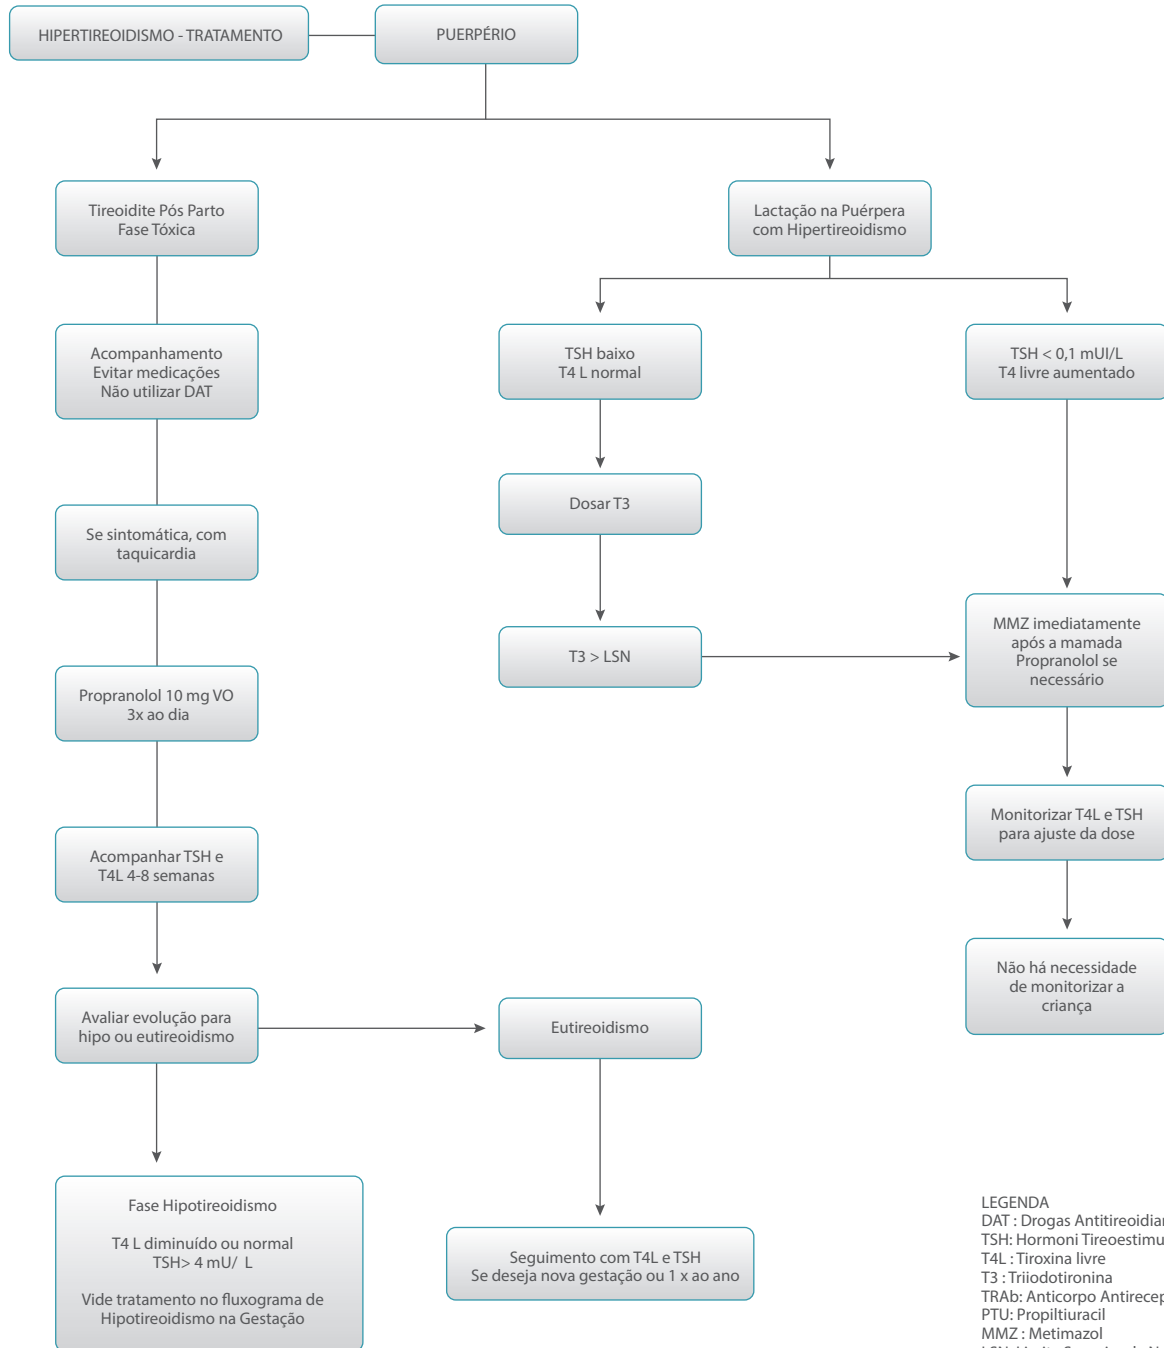 HIPERTIREOIDISMO - TRATAMENTO
PUERPÉRIO
Tireoidite Pós Parto
Fase Tóxica
Lactação na Puérpera
com Hipertireoidismo
Acompanhamento
Evitar medicações
Não utilizar DAT
TSH baixo
T4 L normal
TSH < 0,1 mUI/L
T4 livre aumentado
Se sintomática, com
taquicardia
Dosar T3
T3 > LSN
MMZ imediatamente
após a mamada
Propranolol se
necessário
Propranolol 10 mg VO
3x ao dia
Monitorizar T4L e TSH
para ajuste da dose
Acompanhar TSH e
T4L 4-8 semanas
Não há necessidade
de monitorizar a
criança
Avaliar evolução para
hipo ou eutireoidismo
Eutireoidismo
Fase Hipotireoidismo
T4 L diminuído ou normal
TSH> 4 mU/ L
Vide tratamento no fluxograma de
Hipotireoidismo na Gestação
Seguimento com T4L e TSH
Se deseja nova gestação ou 1 x ao ano
LEGENDA
DAT : Drogas
TSH: Hormoni
T4L : Tiroxina livre
T3 : Triiodotironina
TRAb: Anticorpo
PTU: Propiltiuracil
MMZ : Metimazol